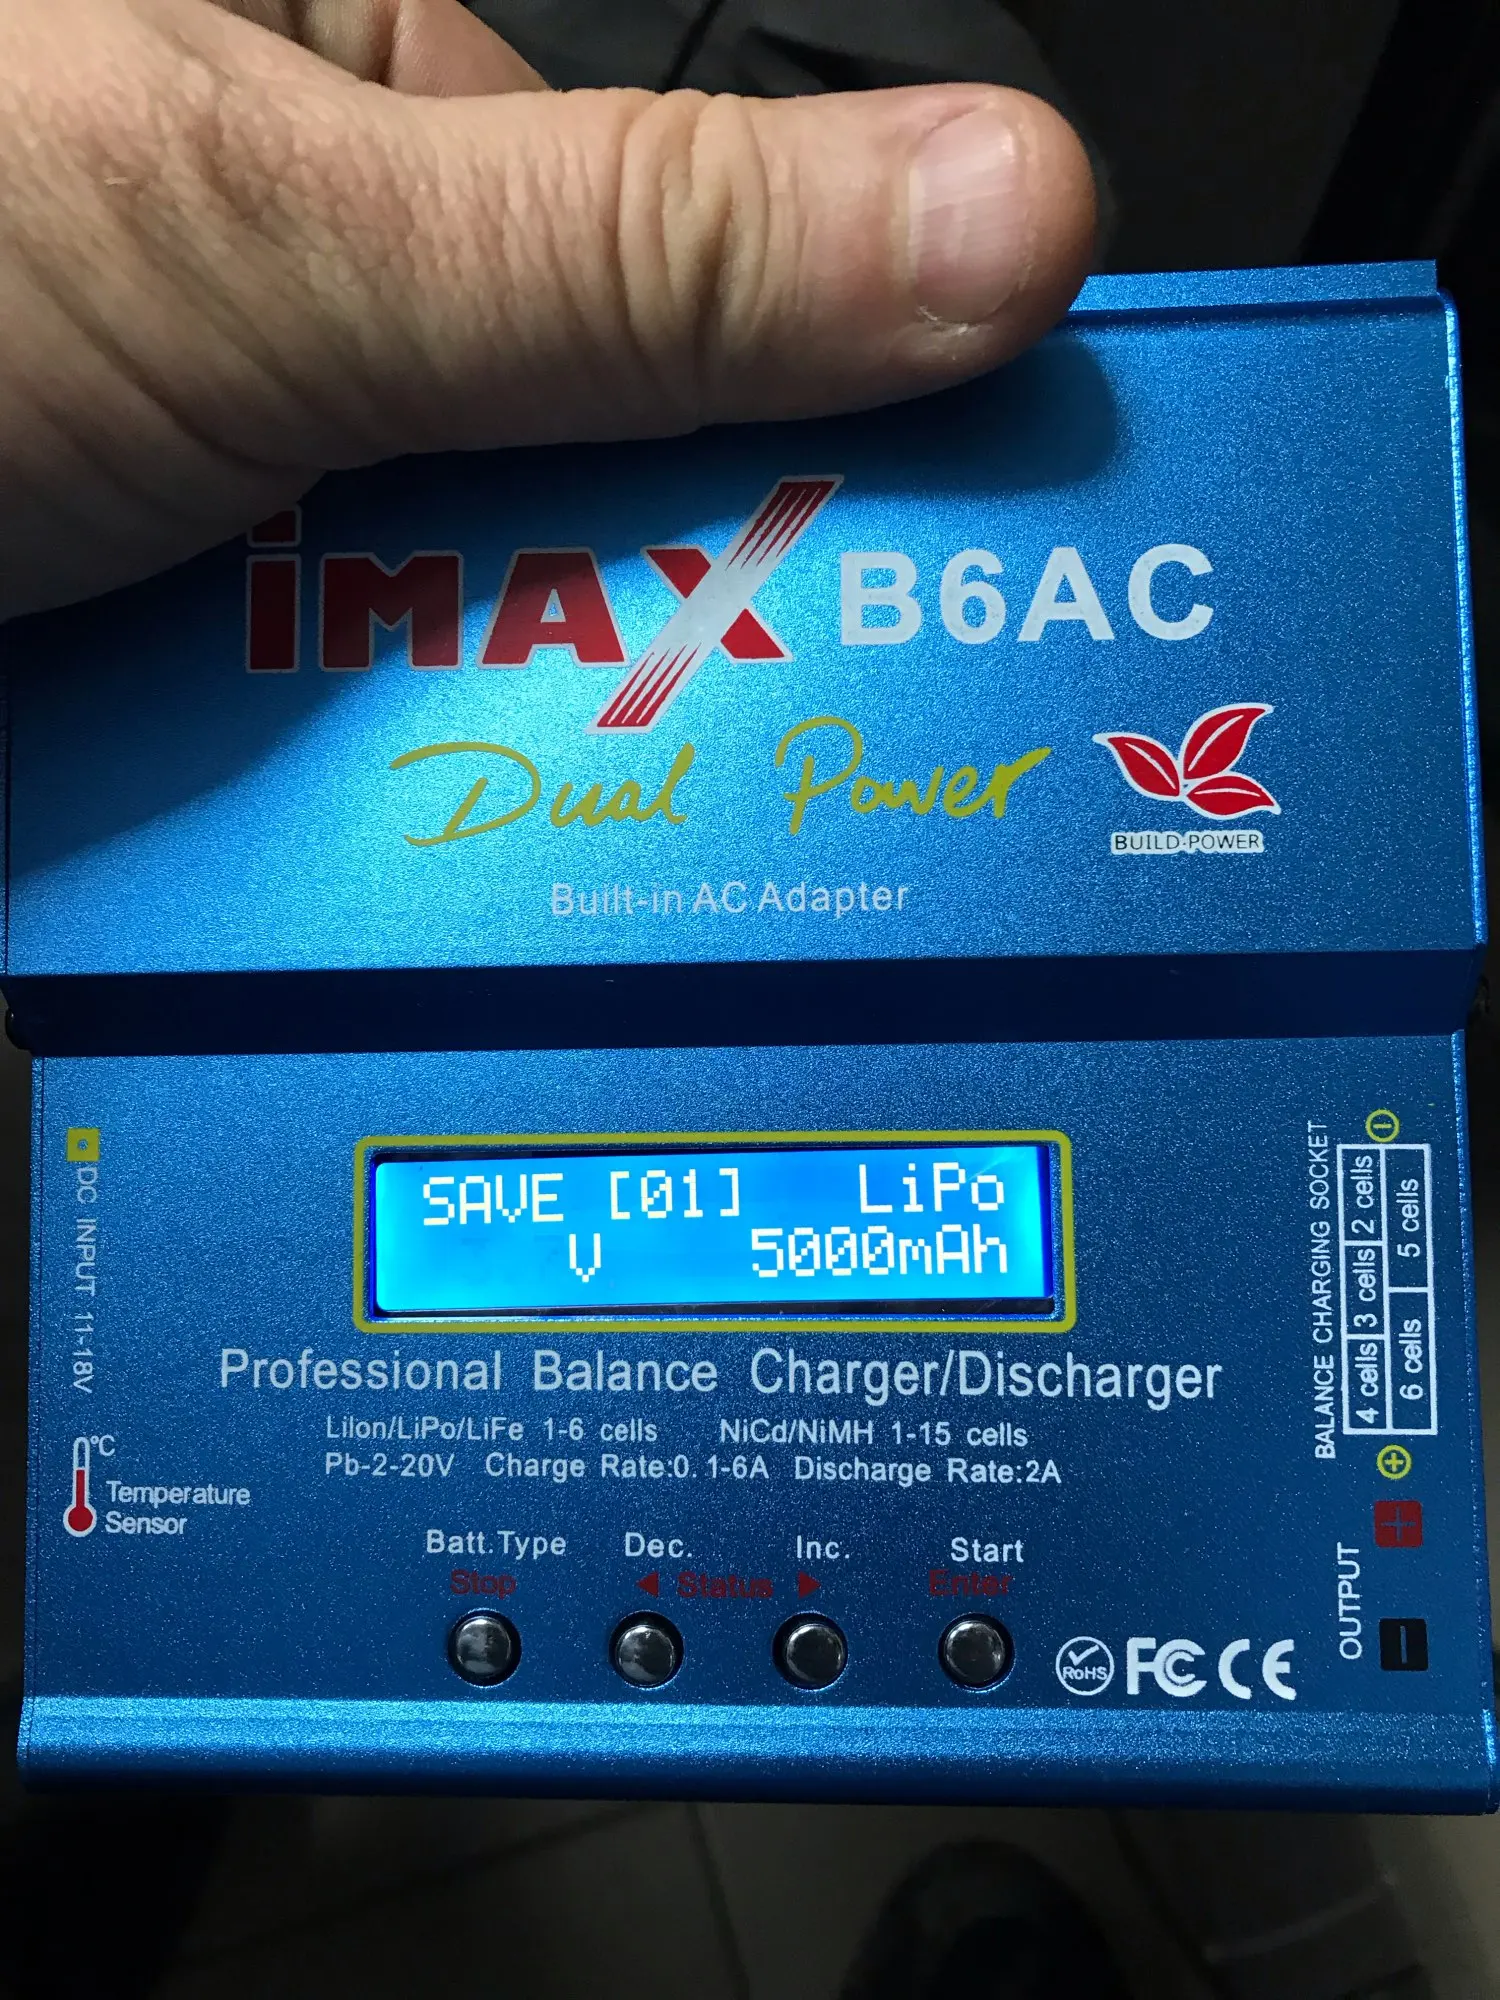 iMAX B6AC
Dual Power
BUILD-POWER
Built-in AC Adapter
DC INPUT 11-18V
SAVE [01] LiPo
V 5000mAh
BALANCE CHARGING SOCKET
2 cells
3 cells
4 cells
5 cells
6 cells
Professional Balance Charger/Discharger
LiIon/LiPo/LiFe 1-6 cells NiCd/NiMH 1-15 cells
Pb-2-20V Charge Rate:0.1-6A Discharge Rate:2A
°C
Temperature
Sensor
Batt.Type Dec. Inc. Start
Stop ◄ Status ► Enter
OUTPUT
+
-
RoHS FC CE